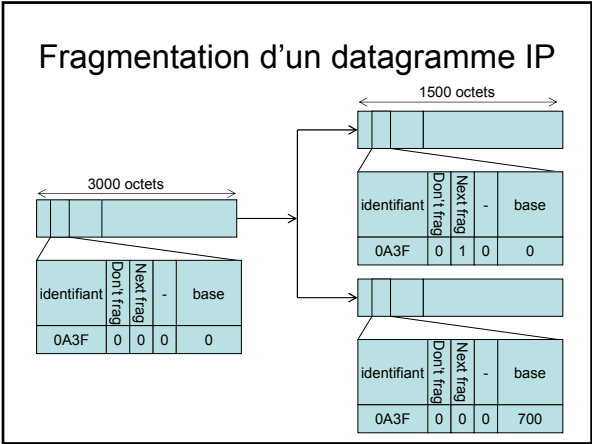 Fragmentation d'un datagramme IP
1500 octets
3000 octets
identifiant Don't frag Next frag - base
0A3F 0 1 0 0
identifiant Don't frag Next frag - base
0A3F 0 0 0 0
identifiant Don't frag Next frag - base
0A3F 0 0 0 700